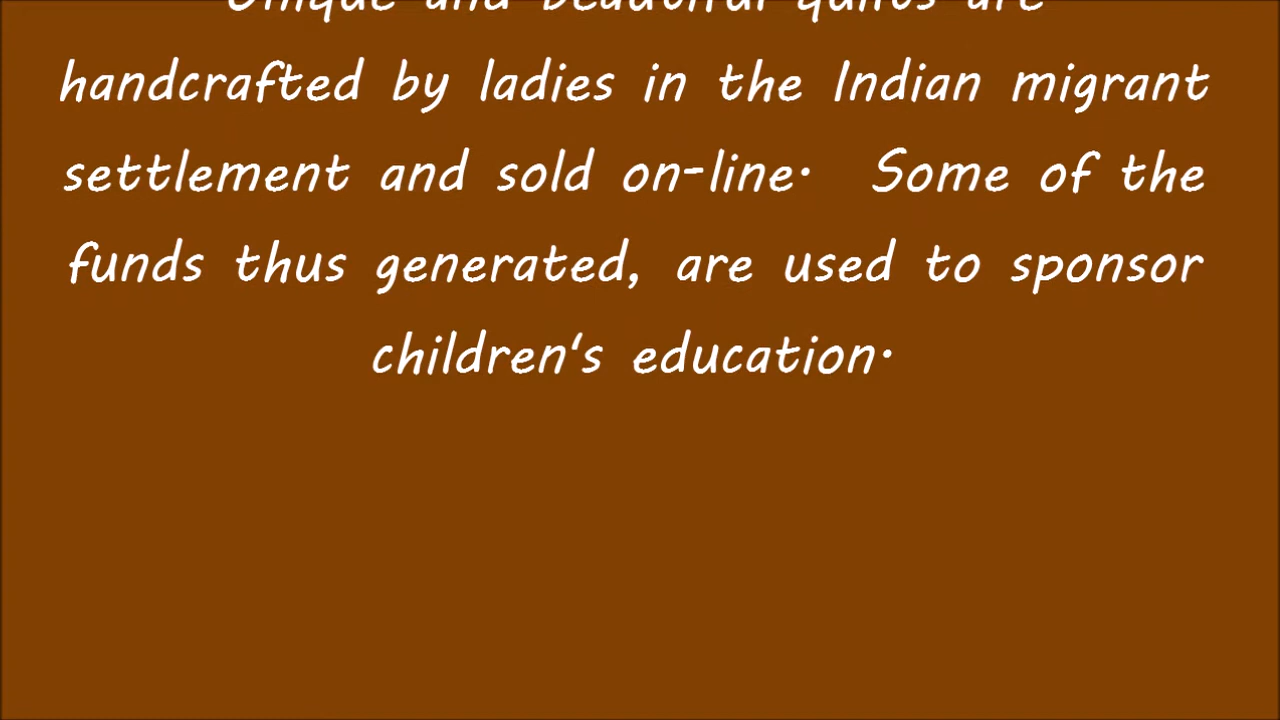 Unique and beautiful quilts are
handcrafted by ladies in the Indian migrant
settlement and sold on-line.  Some of the
funds thus generated, are used to sponsor
children's education.